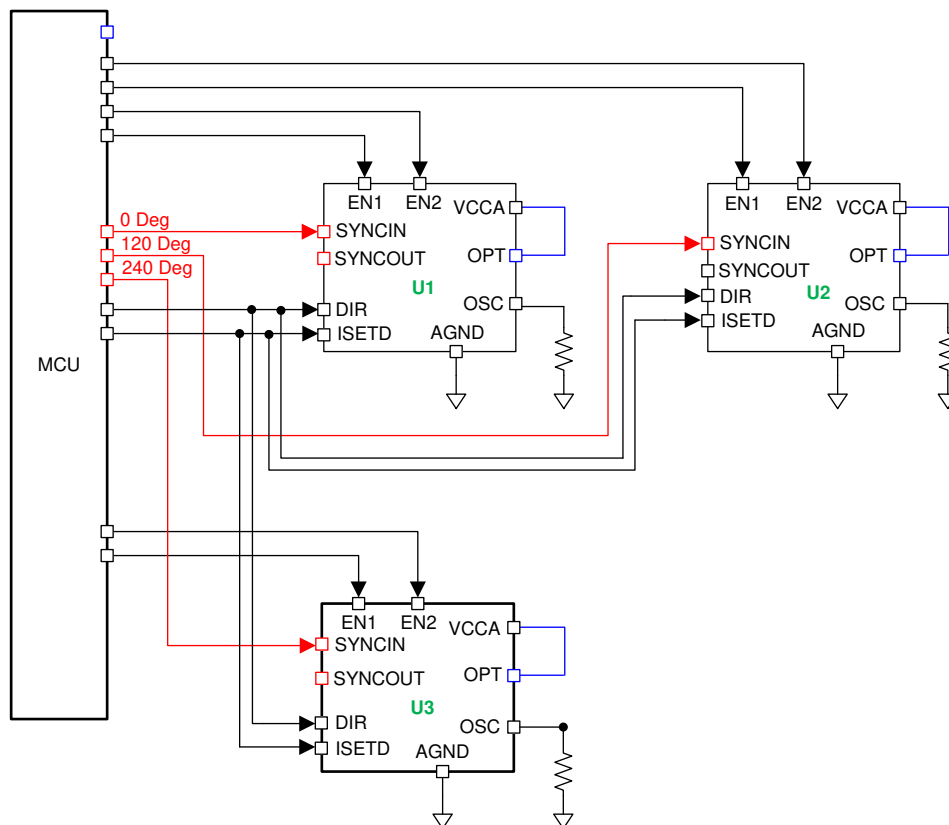 MCU
0 Deg
120 Deg
240 Deg
EN1
EN2
VCCA
SYNCIN
SYNCOUT
OPT
U1
DIR
OSC
ISETD
AGND
EN1
EN2
VCCA
SYNCIN
OPT
SYNCOUT
U2
DIR
OSC
ISETD
AGND
EN1
EN2
VCCA
SYNCIN
SYNCOUT
OPT
U3
DIR
OSC
ISETD
AGND